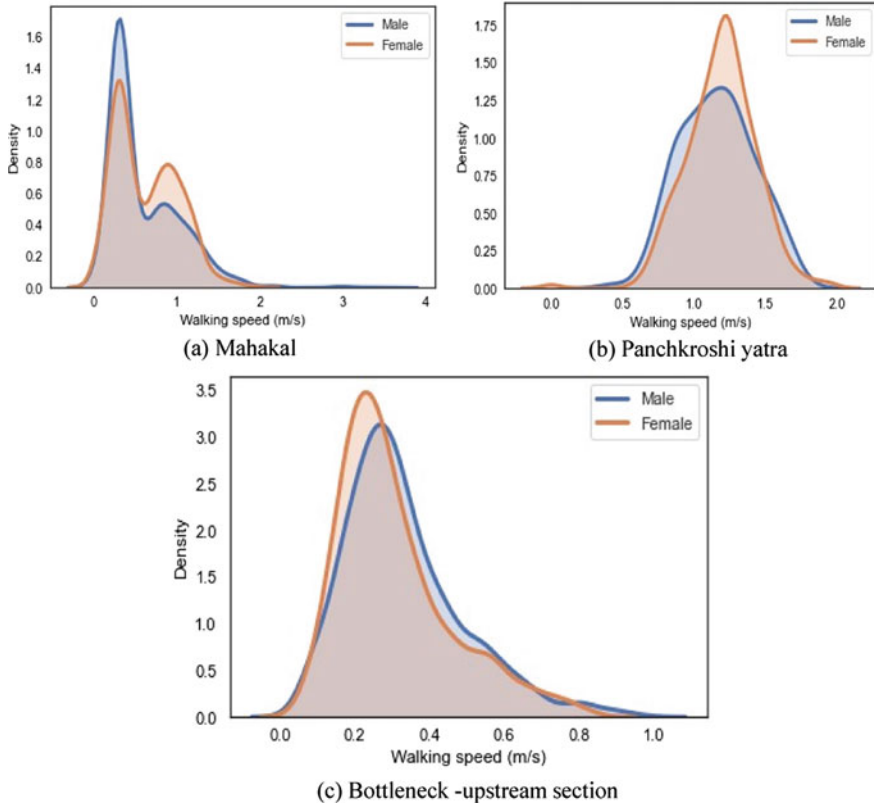 Male
Female
1.6
1.4
1.2
1.0
0.8
0.6
0.4
0.2
0.0
Density
0
1
2
3
4
Walking speed (m/s)
(a) Mahakal
Male
Female
1.75
1.50
1.25
1.00
0.75
0.50
0.25
0.00
Density
0.0
0.5
1.0
1.5
2.0
Walking speed (m/s)
(b) Panchkroshi yatra
Male
Female
3.5
3.0
2.5
2.0
1.5
1.0
0.5
0.0
Density
0.0
0.2
0.4
0.6
0.8
1.0
Walking speed (m/s)
(c) Bottleneck -upstream section